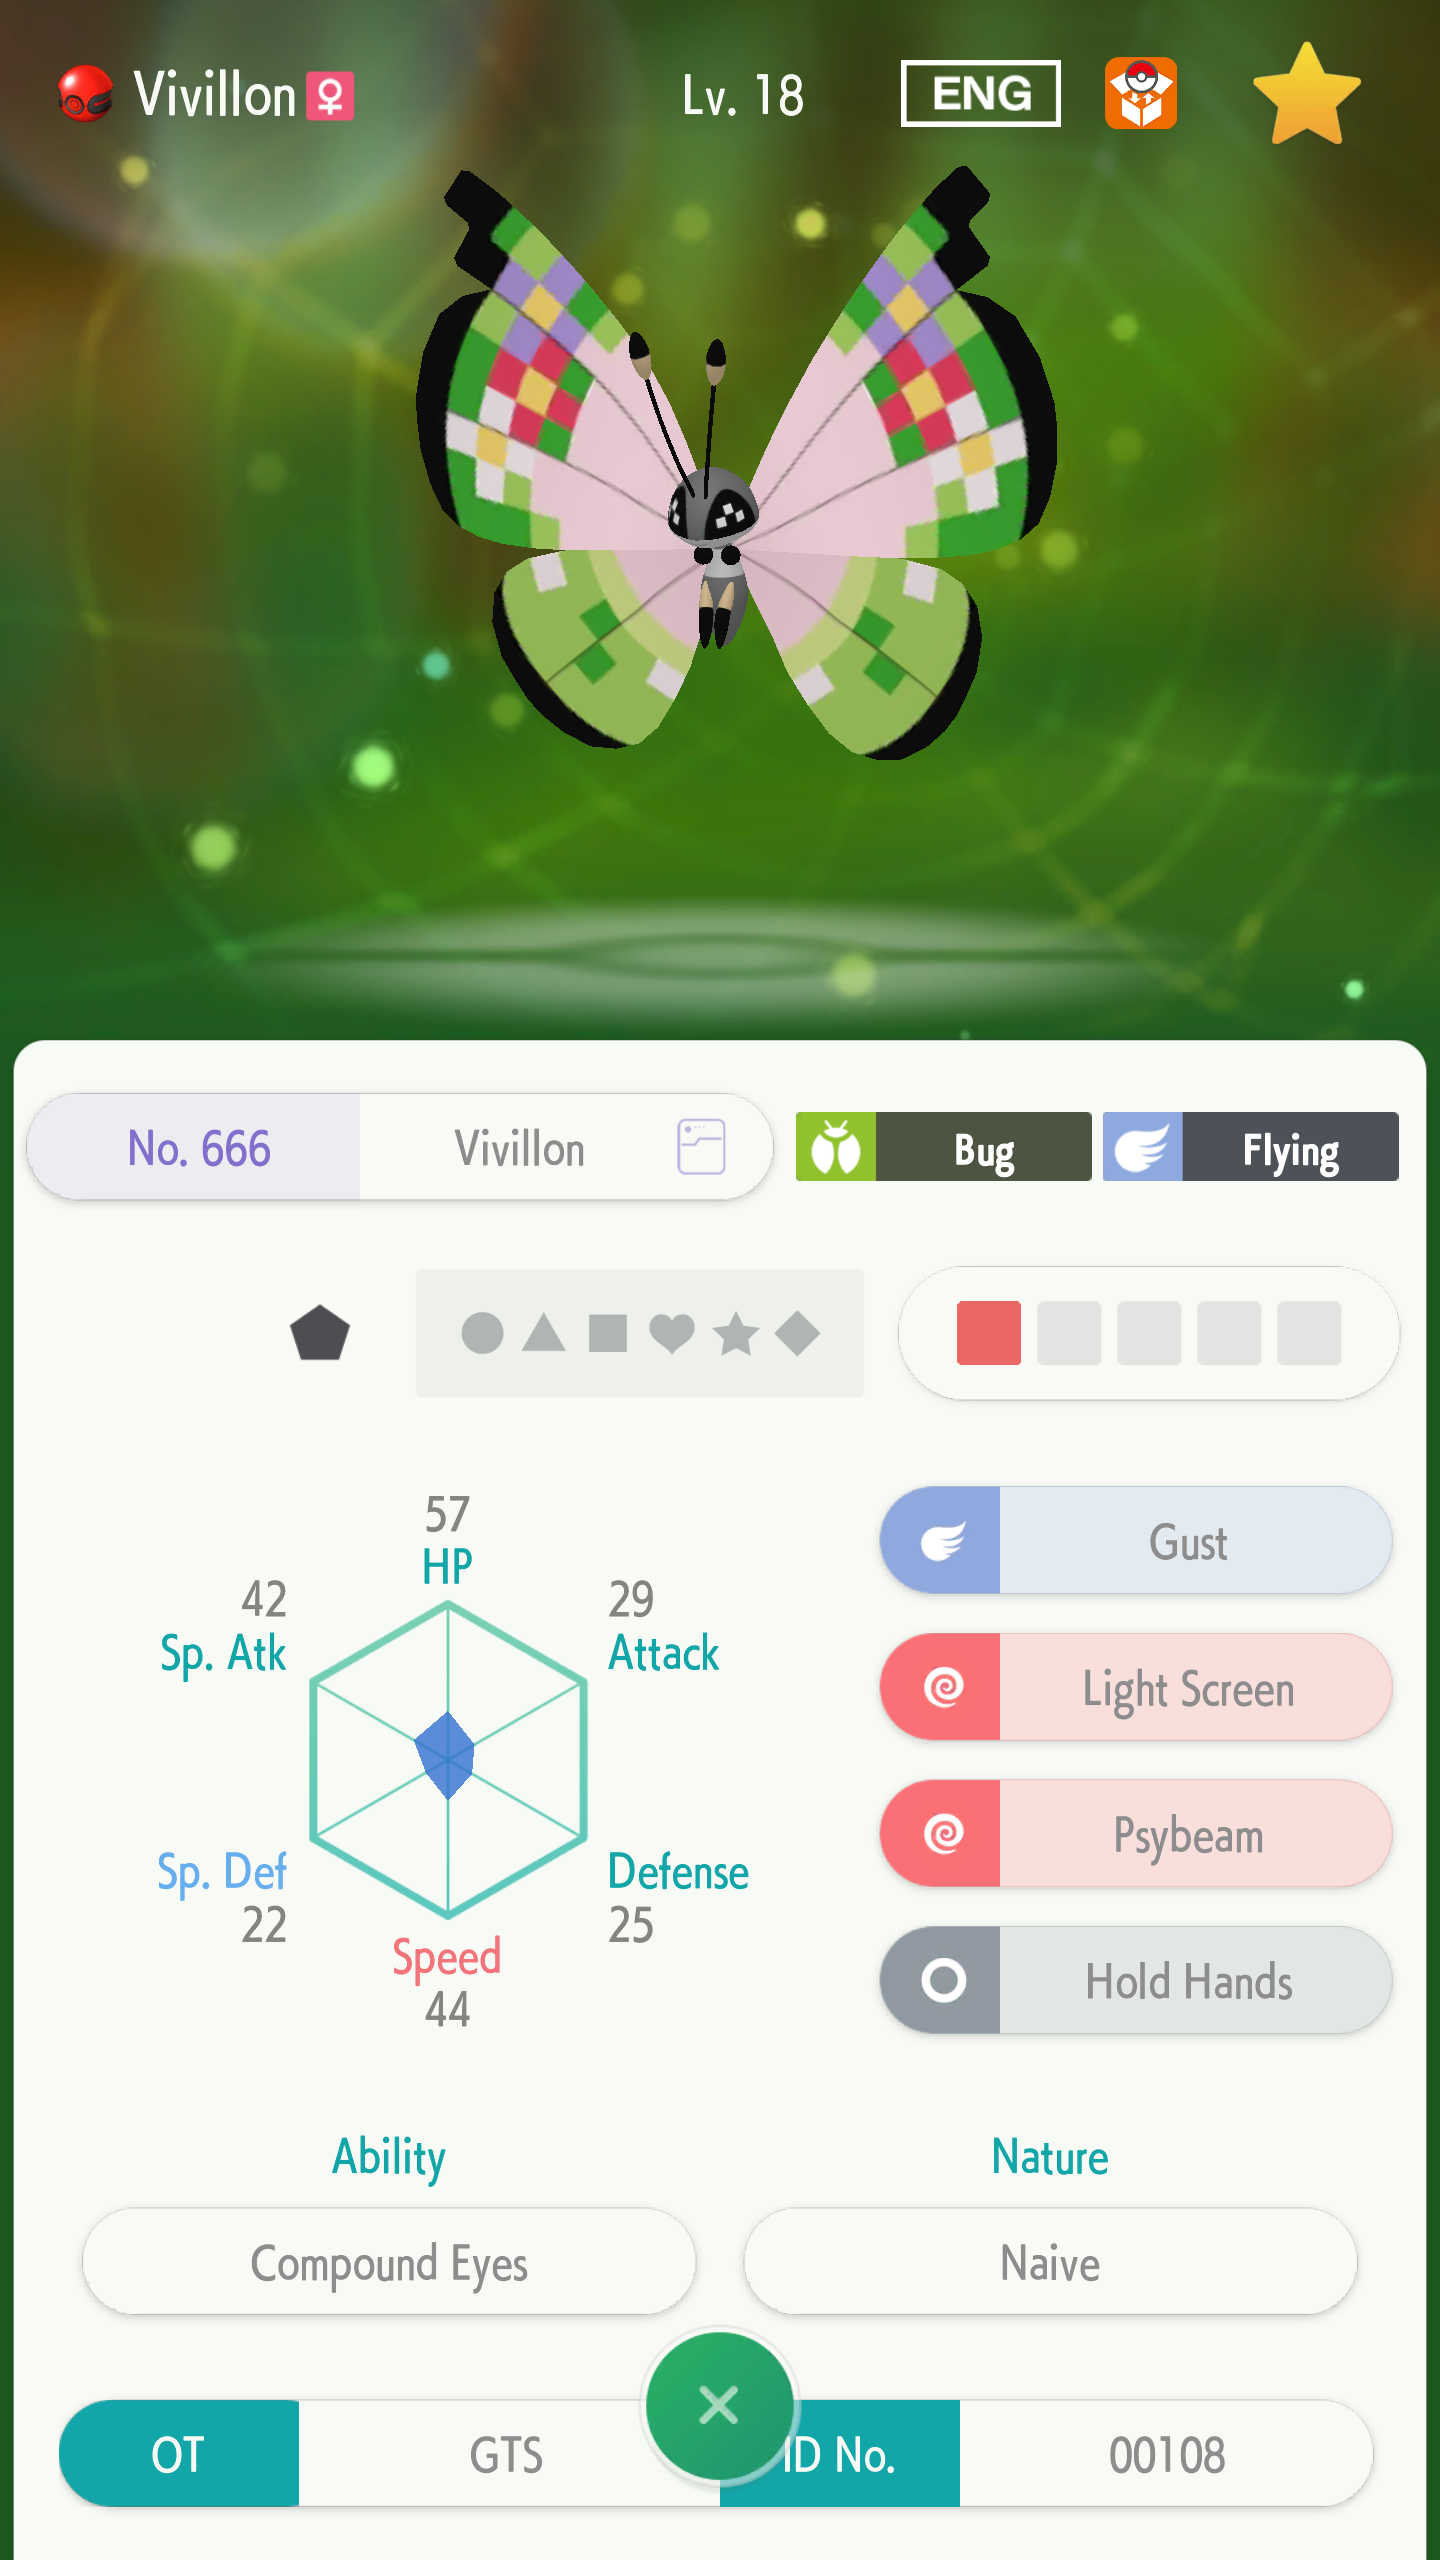 Vivillon ♀ Lv. 18 ENG
No. 666 Vivillon Bug Flying
57
HP
42 29
Sp. Atk Attack
Sp. Def Defense
22 25
Speed
44
Gust
Light Screen
Psybeam
Hold Hands
Ability Nature
Compound Eyes Naive
OT GTS ID No. 00108